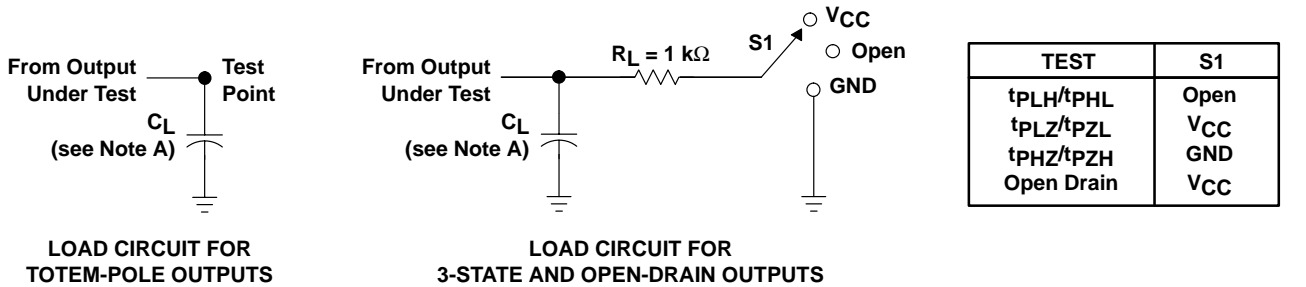 From Output
Under Test
Test
Point
CL
(see Note A)
LOAD CIRCUIT FOR
TOTEM-POLE OUTPUTS
From Output
Under Test
CL
(see Note A)
RL = 1 kΩ
S1
VCC
Open
GND
LOAD CIRCUIT FOR
3-STATE AND OPEN-DRAIN OUTPUTS
TEST S1
tPLH/tPHL Open
tPLZ/tPZL VCC
tPHZ/tPZH GND
Open Drain VCC